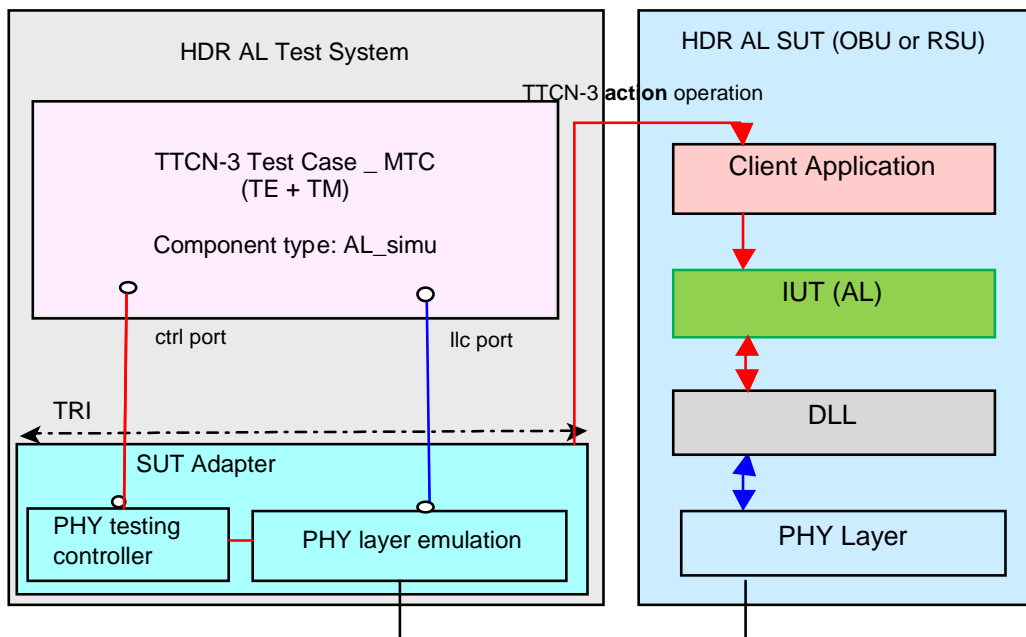 HDR AL Test System
TTCN-3 Test Case _ MTC
(TE + TM)
Component type: AL_simu
ctrl port
llc port
TRI
SUT Adapter
PHY testing
controller
PHY layer emulation
TTCN-3 action operation
HDR AL SUT (OBU or RSU)
Client Application
IUT (AL)
DLL
PHY Layer